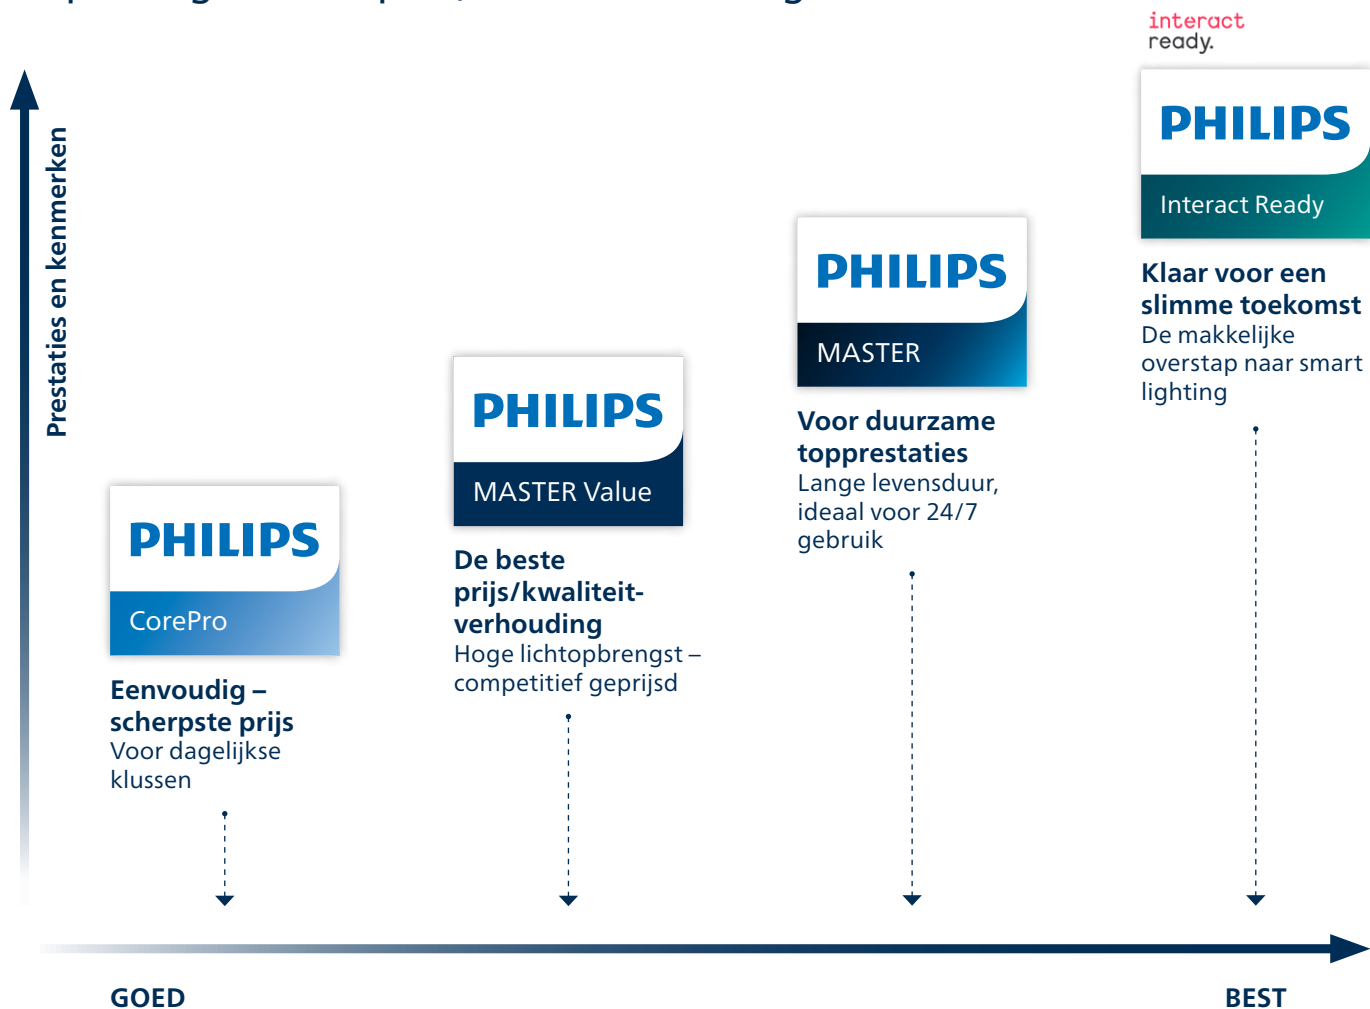 interact
ready.
Prestaties en kenmerken
PHILIPS
Interact Ready
Klaar voor een
slimme toekomst
De makkelijke
overstap naar smart
lighting
PHILIPS
MASTER
Voor duurzame
topprestaties
Lange levensduur,
ideaal voor 24/7
gebruik
PHILIPS
MASTER Value
De beste
prijs/kwaliteit-
verhouding
Hoge lichtopbrengst –
competitief geprijsd
PHILIPS
CorePro
Eenvoudig –
scherpste prijs
Voor dagelijkse
klussen
GOED
BEST